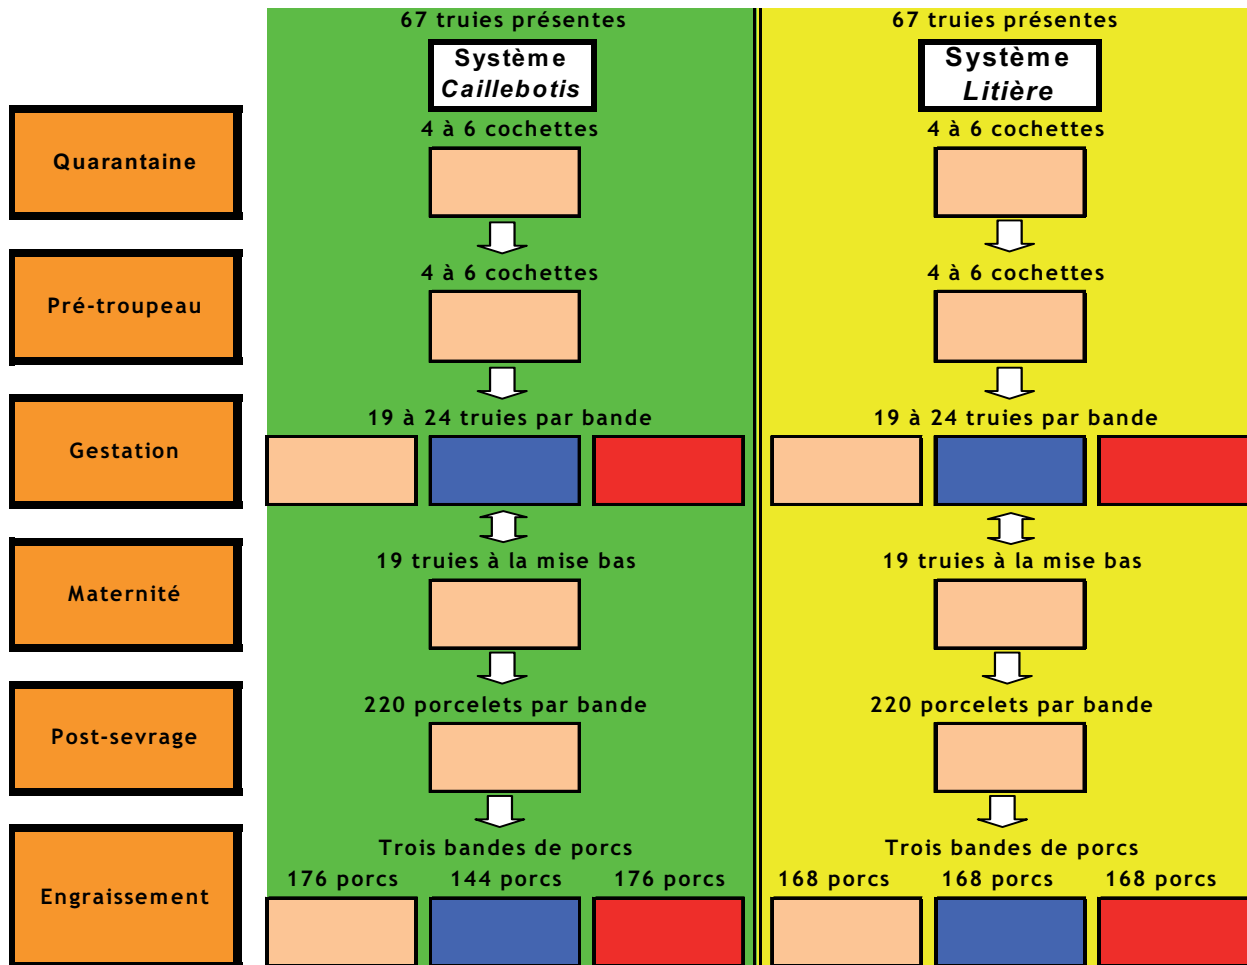 67 truies présentes
67 truies présentes
Système
Caillebotis
Système
Litière
Quarantaine
4 à 6 cochettes
4 à 6 cochettes
Pré-troupeau
4 à 6 cochettes
4 à 6 cochettes
Gestation
19 à 24 truies par bande
19 à 24 truies par bande
Maternité
19 truies à la mise bas
19 truies à la mise bas
Post-sevrage
220 porcelets par bande
220 porcelets par bande
Engraissement
Trois bandes de porcs
176 porcs 144 porcs 176 porcs
Trois bandes de porcs
168 porcs 168 porcs 168 porcs